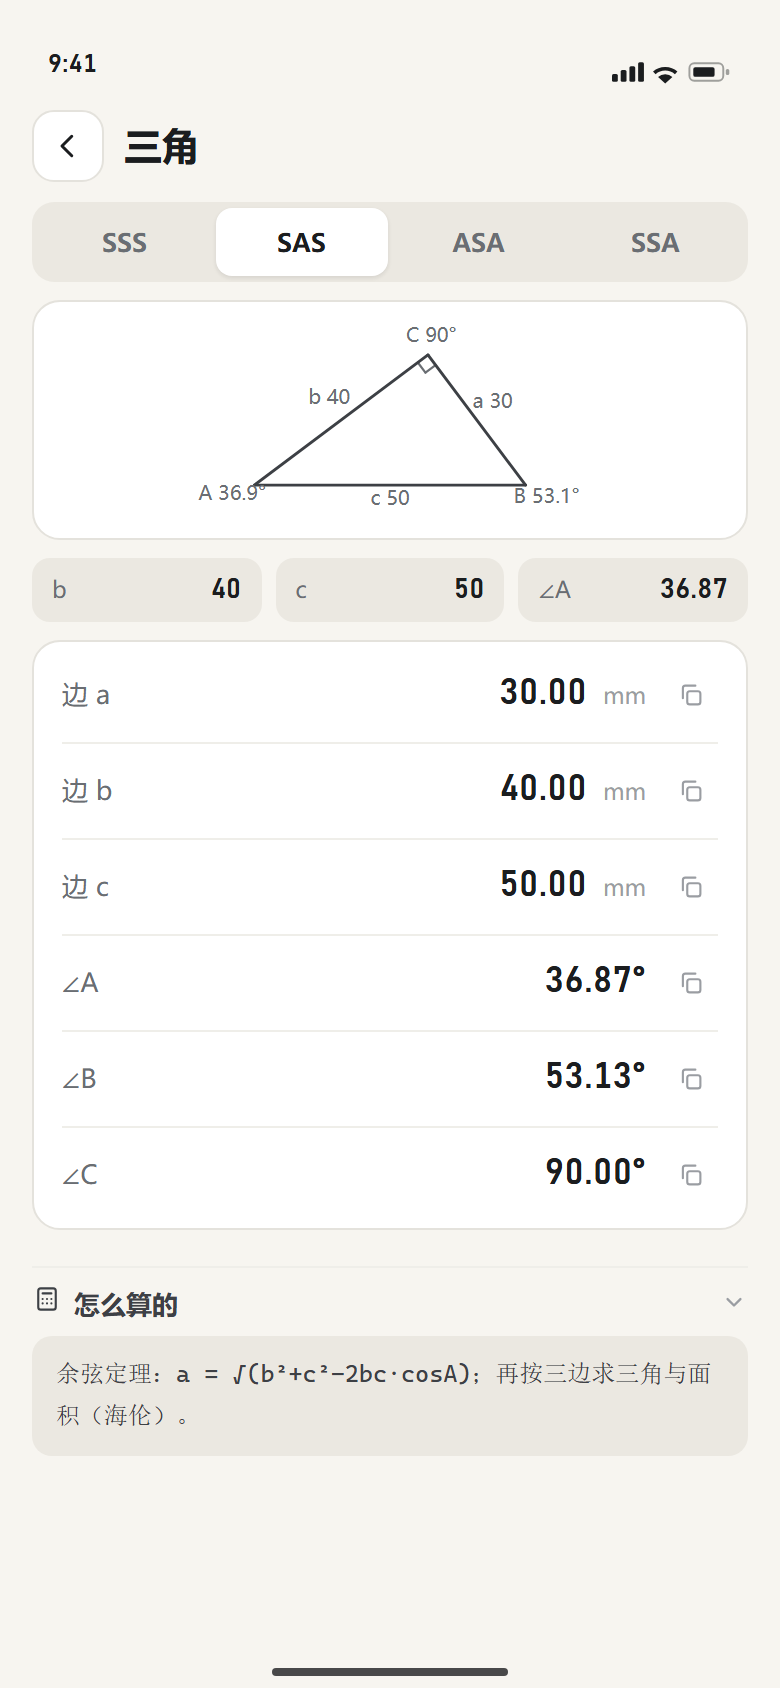 9:41
三角
SSS SAS ASA SSA
C 90°
b 40
a 30
A 36.9°
c 50
B 53.1°
b 40 c 50 ∠A 36.87
边 a 30.00 mm
边 b 40.00 mm
边 c 50.00 mm
∠A 36.87°
∠B 53.13°
∠C 90.00°
怎么算的
余弦定理：a = √(b²+c²−2bc·cosA)；再按三边求三角与面
积（海伦）。